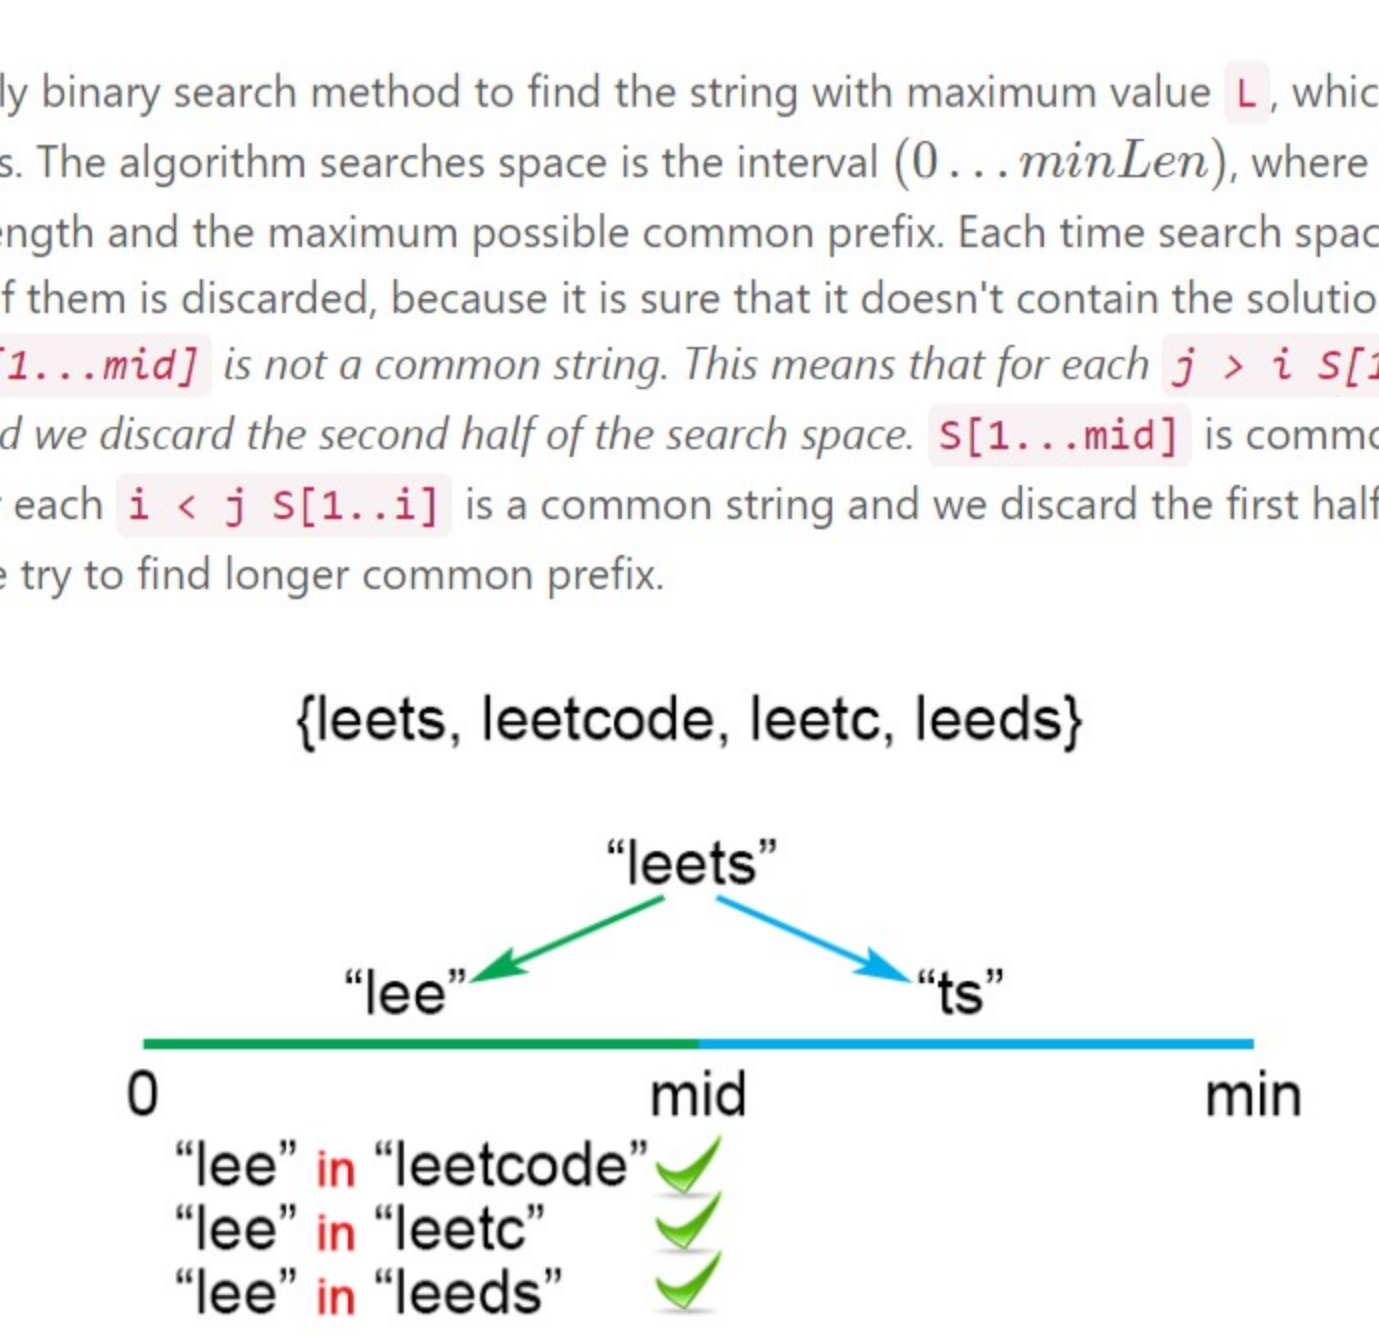 ly binary search method to find the string with maximum value L, whic
s. The algorithm searches space is the interval (0 . . . minLen), where
ength and the maximum possible common prefix. Each time search spac
f them is discarded, because it is sure that it doesn't contain the solutio
[1...mid] is not a common string. This means that for each j > i S[1
d we discard the second half of the search space. S[1...mid] is commo
each i < j S[1..i] is a common string and we discard the first half
e try to find longer common prefix.
{leets, leetcode, leetc, leeds}
“leets”
“lee” “ts”
0 mid min
“lee” in “leetcode”
“lee” in “leetc”
“lee” in “leeds”